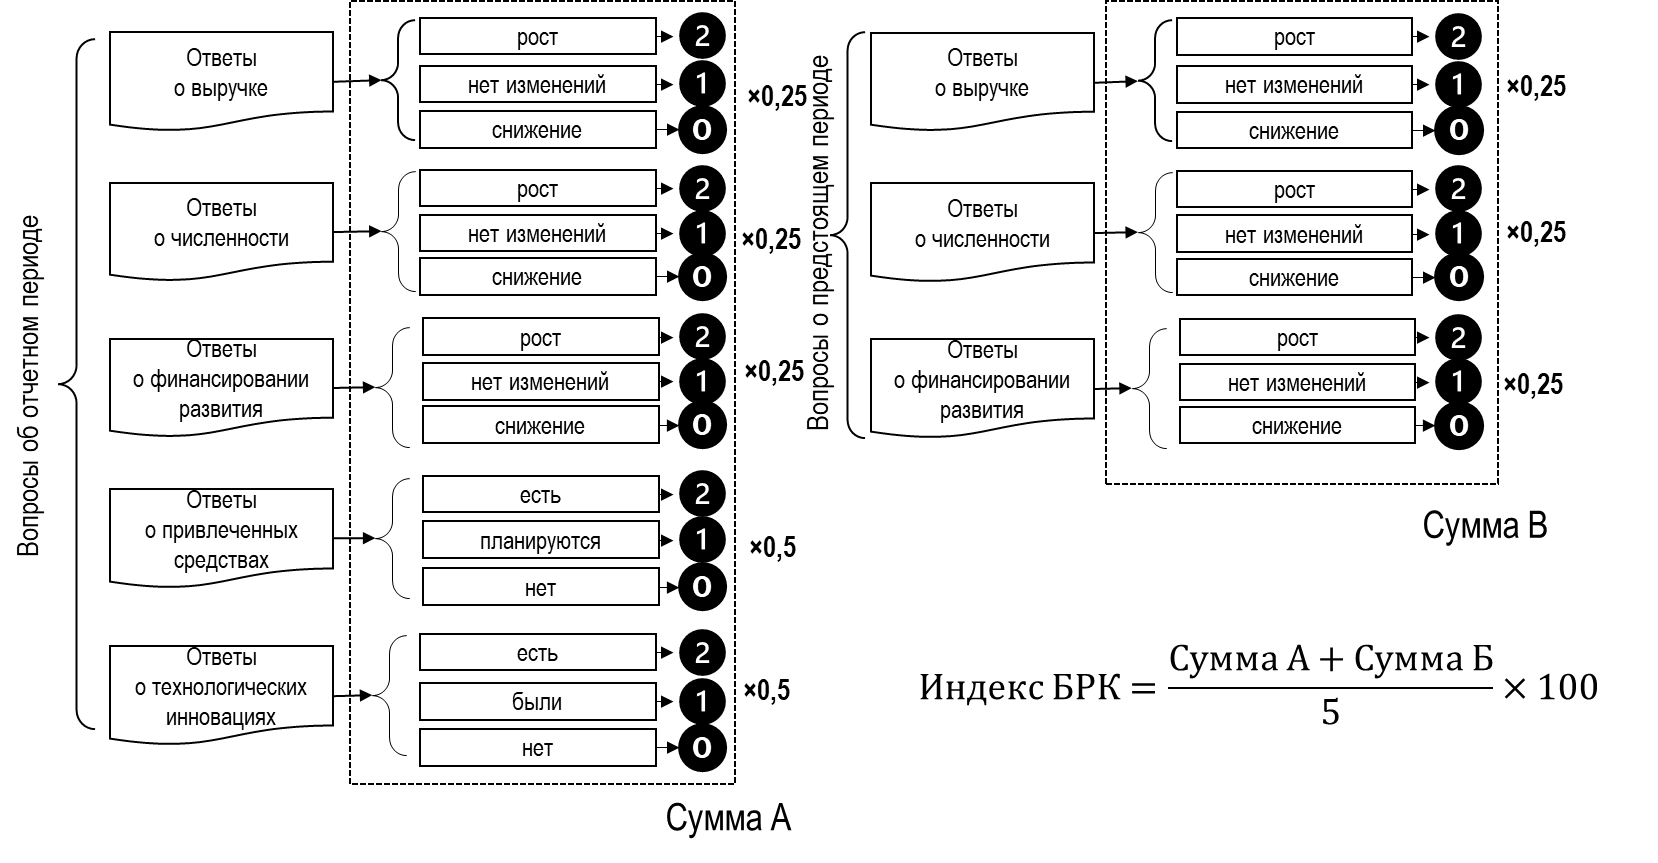 Вопросы об отчетном периоде
Ответы
о выручке
рост
2
нет изменений
1
снижение
0
×0,25
Ответы
о численности
рост
2
нет изменений
1
снижение
0
×0,25
Ответы
о финансировании
развития
рост
2
нет изменений
1
снижение
0
×0,25
Ответы
о привлеченных
средствах
есть
2
планируются
1
нет
0
×0,5
Ответы
о технологических
инновациях
есть
2
были
1
нет
0
×0,5
Сумма А
Вопросы о предстоящем периоде
Ответы
о выручке
рост
2
нет изменений
1
снижение
0
×0,25
Ответы
о численности
рост
2
нет изменений
1
снижение
0
×0,25
Ответы
о финансировании
развития
рост
2
нет изменений
1
снижение
0
×0,25
Сумма В
Сумма А + Сумма Б
Индекс БРК = × 100
5